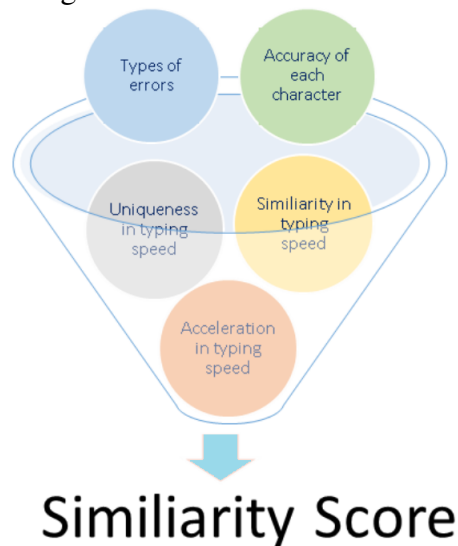 Types of
errors
Accuracy of
each
character
Uniqueness
in typing
speed
Similiarity in
typing
speed
Acceleration
in typing
speed
Similiarity Score